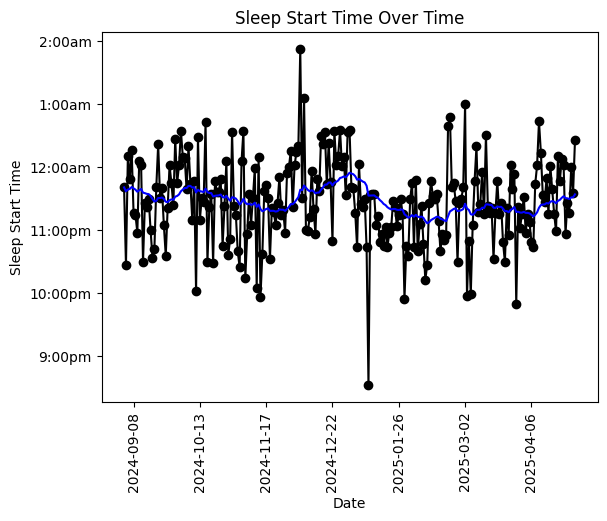 Sleep Start Time Over Time
2:00am
1:00am
12:00am
11:00pm
10:00pm
9:00pm
Sleep Start Time
2024-09-08
2024-10-13
2024-11-17
2024-12-22
2025-01-26
2025-03-02
2025-04-06
Date